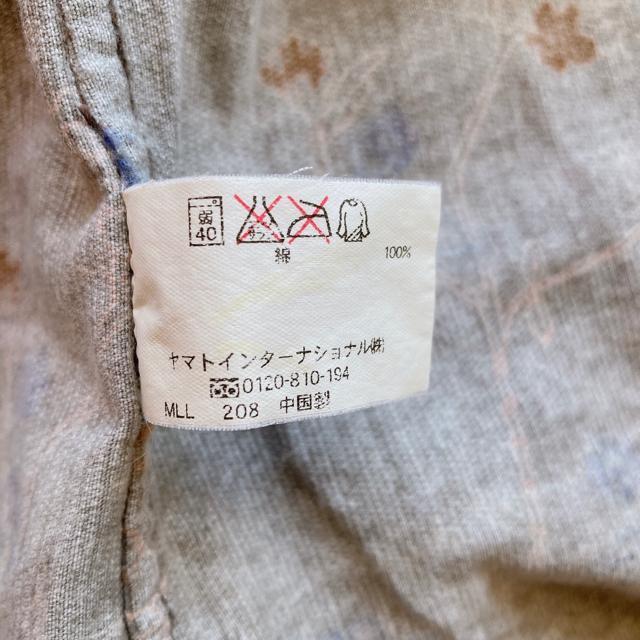 弱
40
綿 100%
ヤマトインターナショナル㈱
0120-810-194
MLL 208 中国製